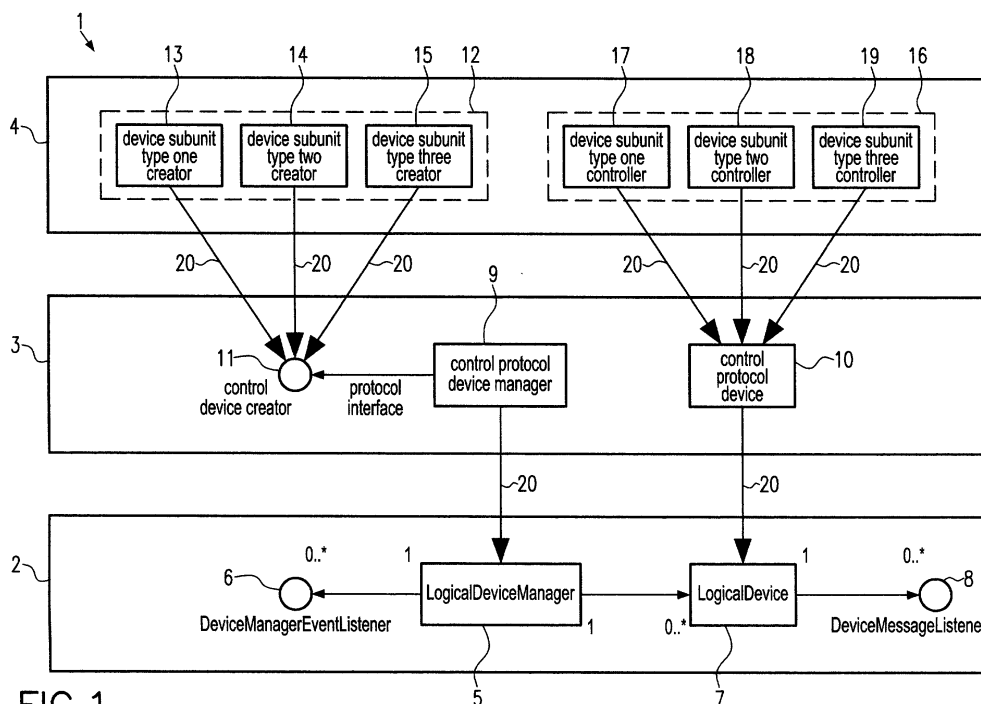 1
13
14
15
12
17
18
19
16
4
device subunit
type one
creator
device subunit
type two
creator
device subunit
type three
creator
device subunit
type one
controller
device subunit
type two
controller
device subunit
type three
controller
20
20
20
20
20
20
9
3
11
control
device creator
protocol
interface
control protocol
device manager
control
protocol
device
10
20
20
2
0..*
1
1
0..*
6
8
LogicalDeviceManager
LogicalDevice
DeviceManagerEventListener
1
0..*
DeviceMessageListener
5
7
FIG. 1